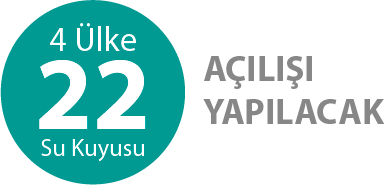 4 Ülke
22
Su Kuyusu
AÇILIŞI
YAPILACAK